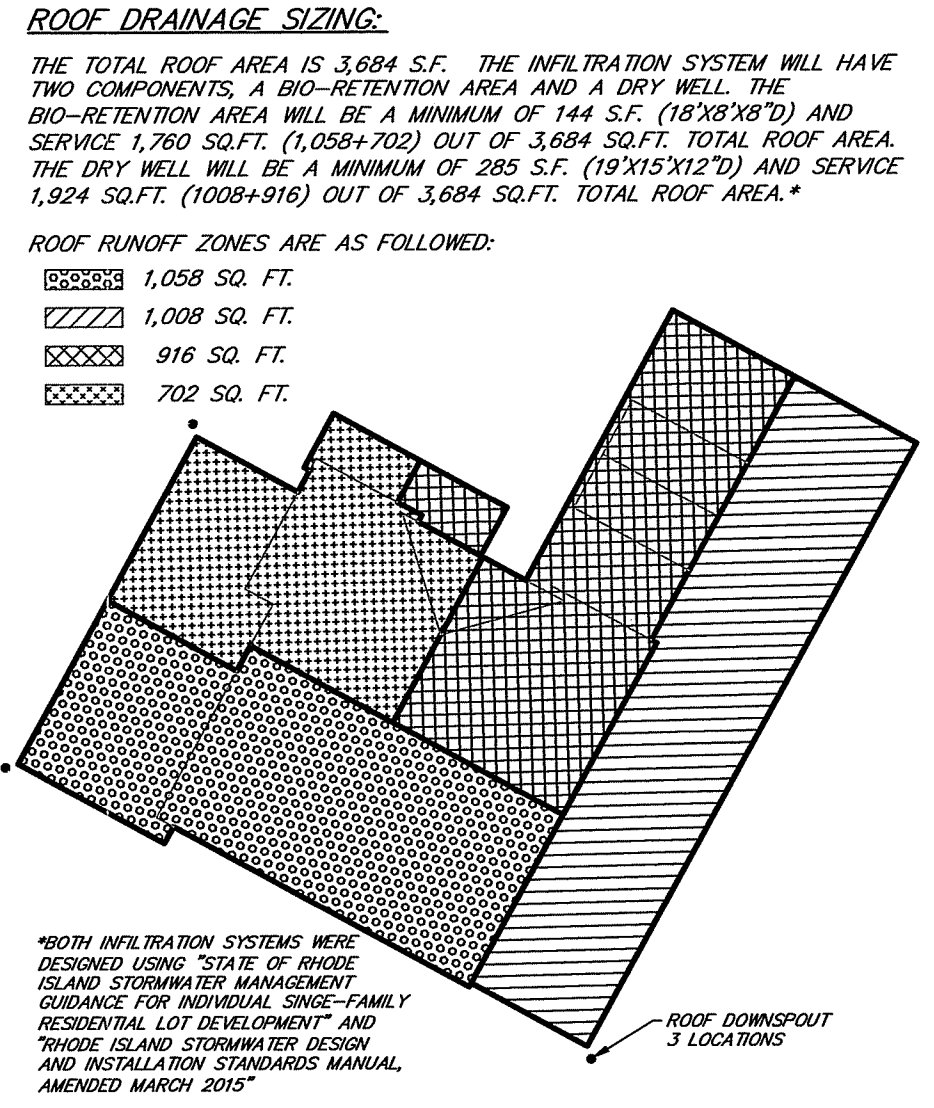 ROOF DRAINAGE SIZING:
THE TOTAL ROOF AREA IS 3,684 S.F. THE INFILTRATION SYSTEM WILL HAVE
TWO COMPONENTS, A BIO-RETENTION AREA AND A DRY WELL. THE
BIO-RETENTION AREA WILL BE A MINIMUM OF 144 S.F. (18'X8'X8"D) AND
SERVICE 1,760 SQ.FT. (1,058+702) OUT OF 3,684 SQ.FT. TOTAL ROOF AREA.
THE DRY WELL WILL BE A MINIMUM OF 285 S.F. (19'X15'X12"D) AND SERVICE
1,924 SQ.FT. (1008+916) OUT OF 3,684 SQ.FT. TOTAL ROOF AREA.*
ROOF RUNOFF ZONES ARE AS FOLLOWED:
1,058 SQ. FT.
1,008 SQ. FT.
916 SQ. FT.
702 SQ. FT.
*BOTH INFILTRATION SYSTEMS WERE
DESIGNED USING "STATE OF RHODE
ISLAND STORMWATER MANAGEMENT
GUIDANCE FOR INDIVIDUAL SINGE-FAMILY
RESIDENTIAL LOT DEVELOPMENT" AND
"RHODE ISLAND STORMWATER DESIGN
AND INSTALLATION STANDARDS MANUAL,
AMENDED MARCH 2015"
ROOF DOWNSPOUT
3 LOCATIONS